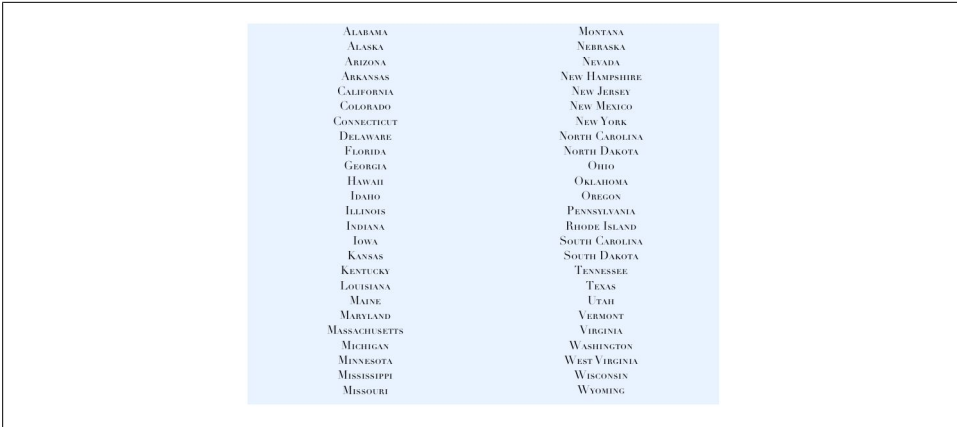 Alabama
Alaska
Arizona
Arkansas
California
Colorado
Connecticut
Delaware
Florida
Georgia
Hawaii
Idaho
Illinois
Indiana
Iowa
Kansas
Kentucky
Louisiana
Maine
Maryland
Massachusetts
Michigan
Minnesota
Mississippi
Missouri
Montana
Nebraska
Nevada
New Hampshire
New Jersey
New Mexico
New York
North Carolina
North Dakota
Ohio
Oklahoma
Oregon
Pennsylvania
Rhode Island
South Carolina
South Dakota
Tennessee
Texas
Utah
Vermont
Virginia
Washington
West Virginia
Wisconsin
Wyoming